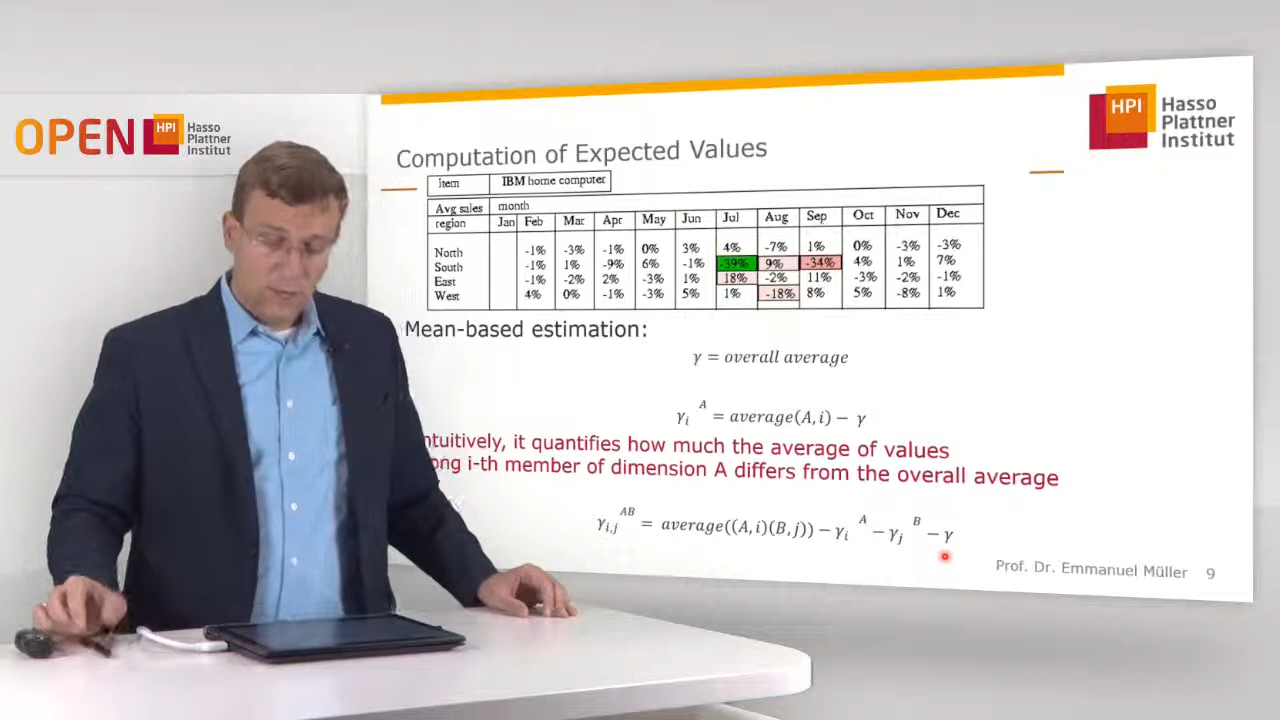 OPEN HPI Hasso
Plattner
Institut
HPI Hasso
Plattner
Institut
Computation of Expected Values
item IBM home computer
Avg sales month
region Jan Feb Mar Apr May Jun Jul Aug Sep Oct Nov Dec
North -1% -3% -1% 0% 3% 4% -7% 1% 0% -3% -3%
South -1% 1% -9% 6% -1% -39% 9% -34% 4% 1% 7%
East -1% -2% 2% -3% 1% 18% -2% 11% -3% -2% -1%
West 4% 0% -1% -3% 5% 1% -18% 8% 5% -8% 1%
Mean-based estimation:
γ = overall average
γᵢ ᴬ = average(A, i) − γ
ntuitively, it quantifies how much the average of values
ong i-th member of dimension A differs from the overall average
γᵢ,ⱼ ᴬᴮ = average((A, i)(B, j)) − γᵢ ᴬ − γⱼ ᴮ − γ
Prof. Dr. Emmanuel Müller 9